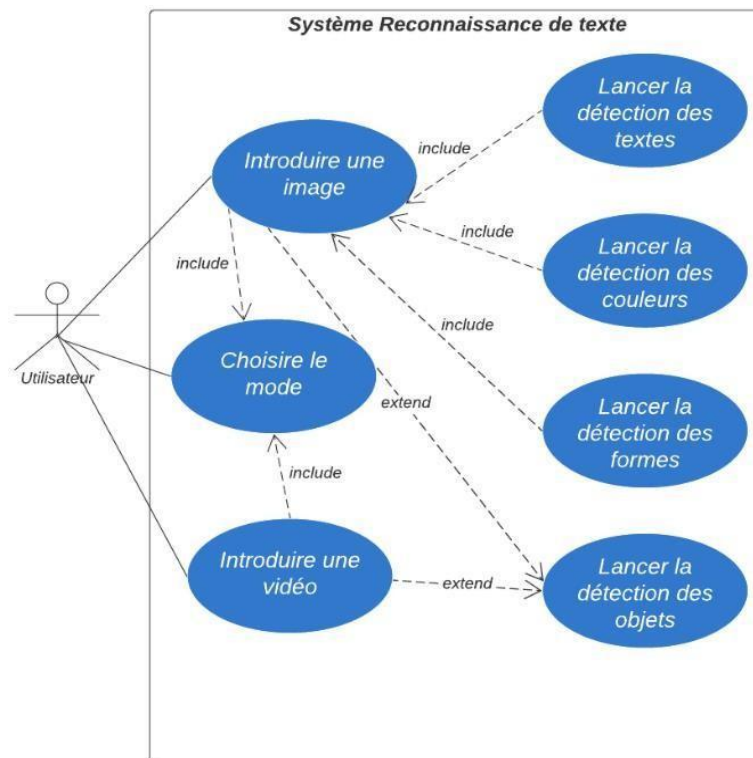 Système Reconnaissance de texte
Lancer la
détection des
textes
include
Introduire une
image
include
Lancer la
détection des
couleurs
include
include
Utilisateur
Choisire le
mode
extend
Lancer la
détection des
formes
include
Introduire une
vidéo
extend
Lancer la
détection des
objets